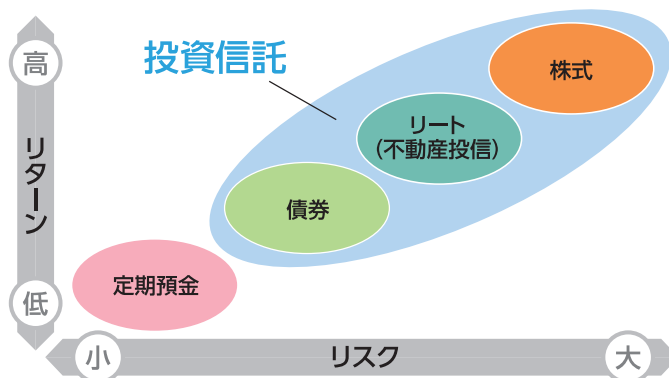 高
投資信託
株式
リート
(不動産投信)
リターン
債券
定期預金
低
小
リスク
大